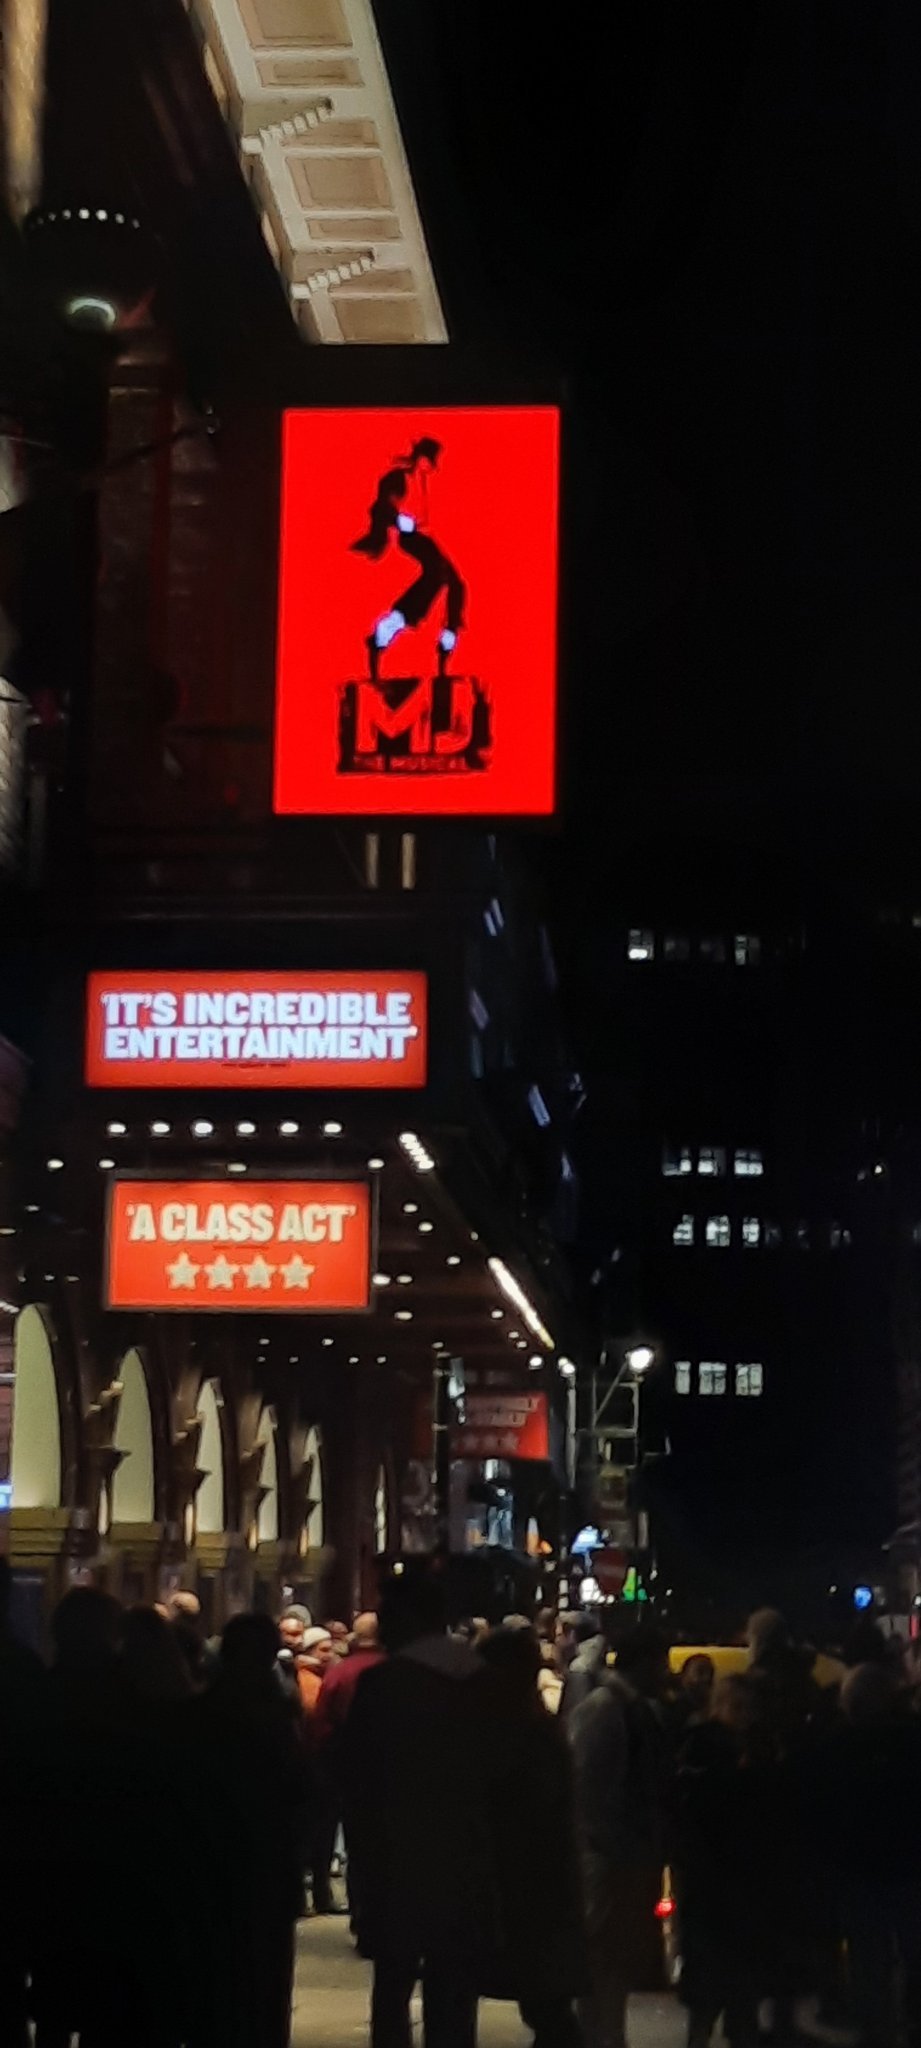 MJ
THE MUSICAL
'IT'S INCREDIBLE
ENTERTAINMENT'
'A CLASS ACT'